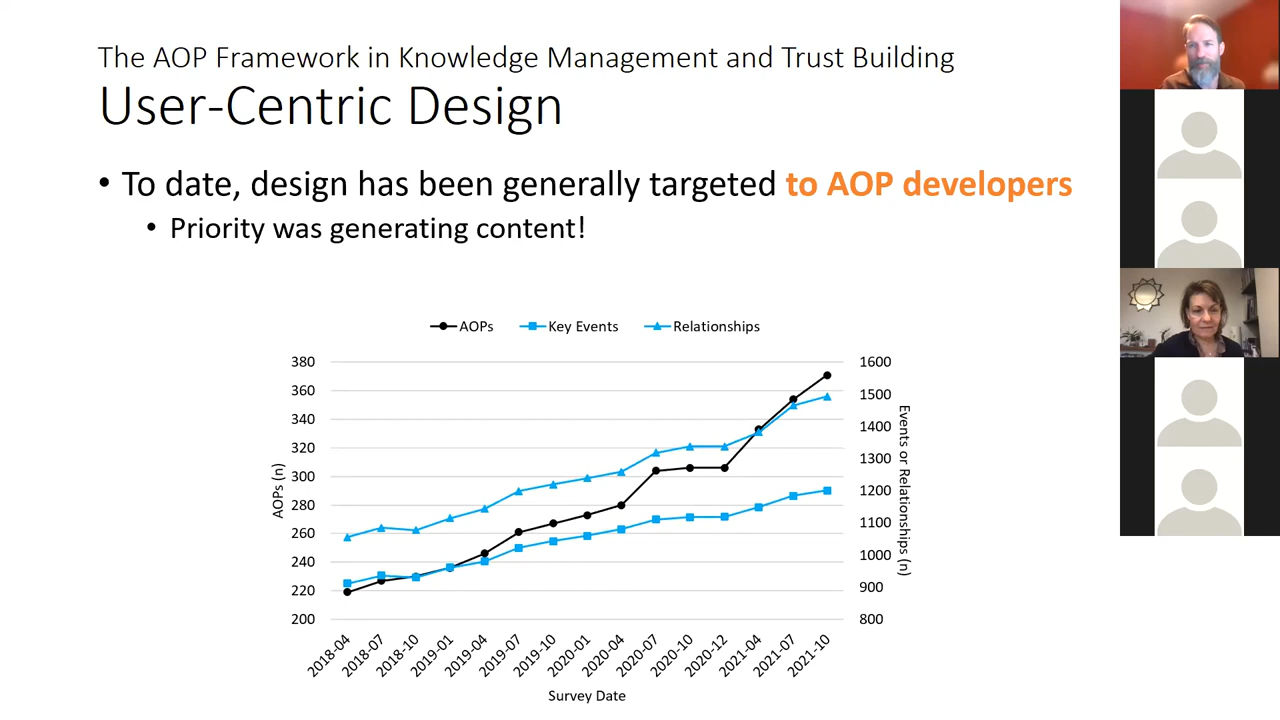 The AOP Framework in Knowledge Management and Trust Building
User-Centric Design
• To date, design has been generally targeted to AOP developers
• Priority was generating content!
AOPs Key Events Relationships
380 1600
360 1500
340 1400
320 1300
300 1200
280 1100
260 1000
240 900
220 800
200
AOPs (n)
Events or Relationships (n)
2018-04 2018-07 2018-10 2019-01 2019-04 2019-07 2019-10 2020-01 2020-04 2020-07 2020-10 2020-12 2021-04 2021-07 2021-10
Survey Date